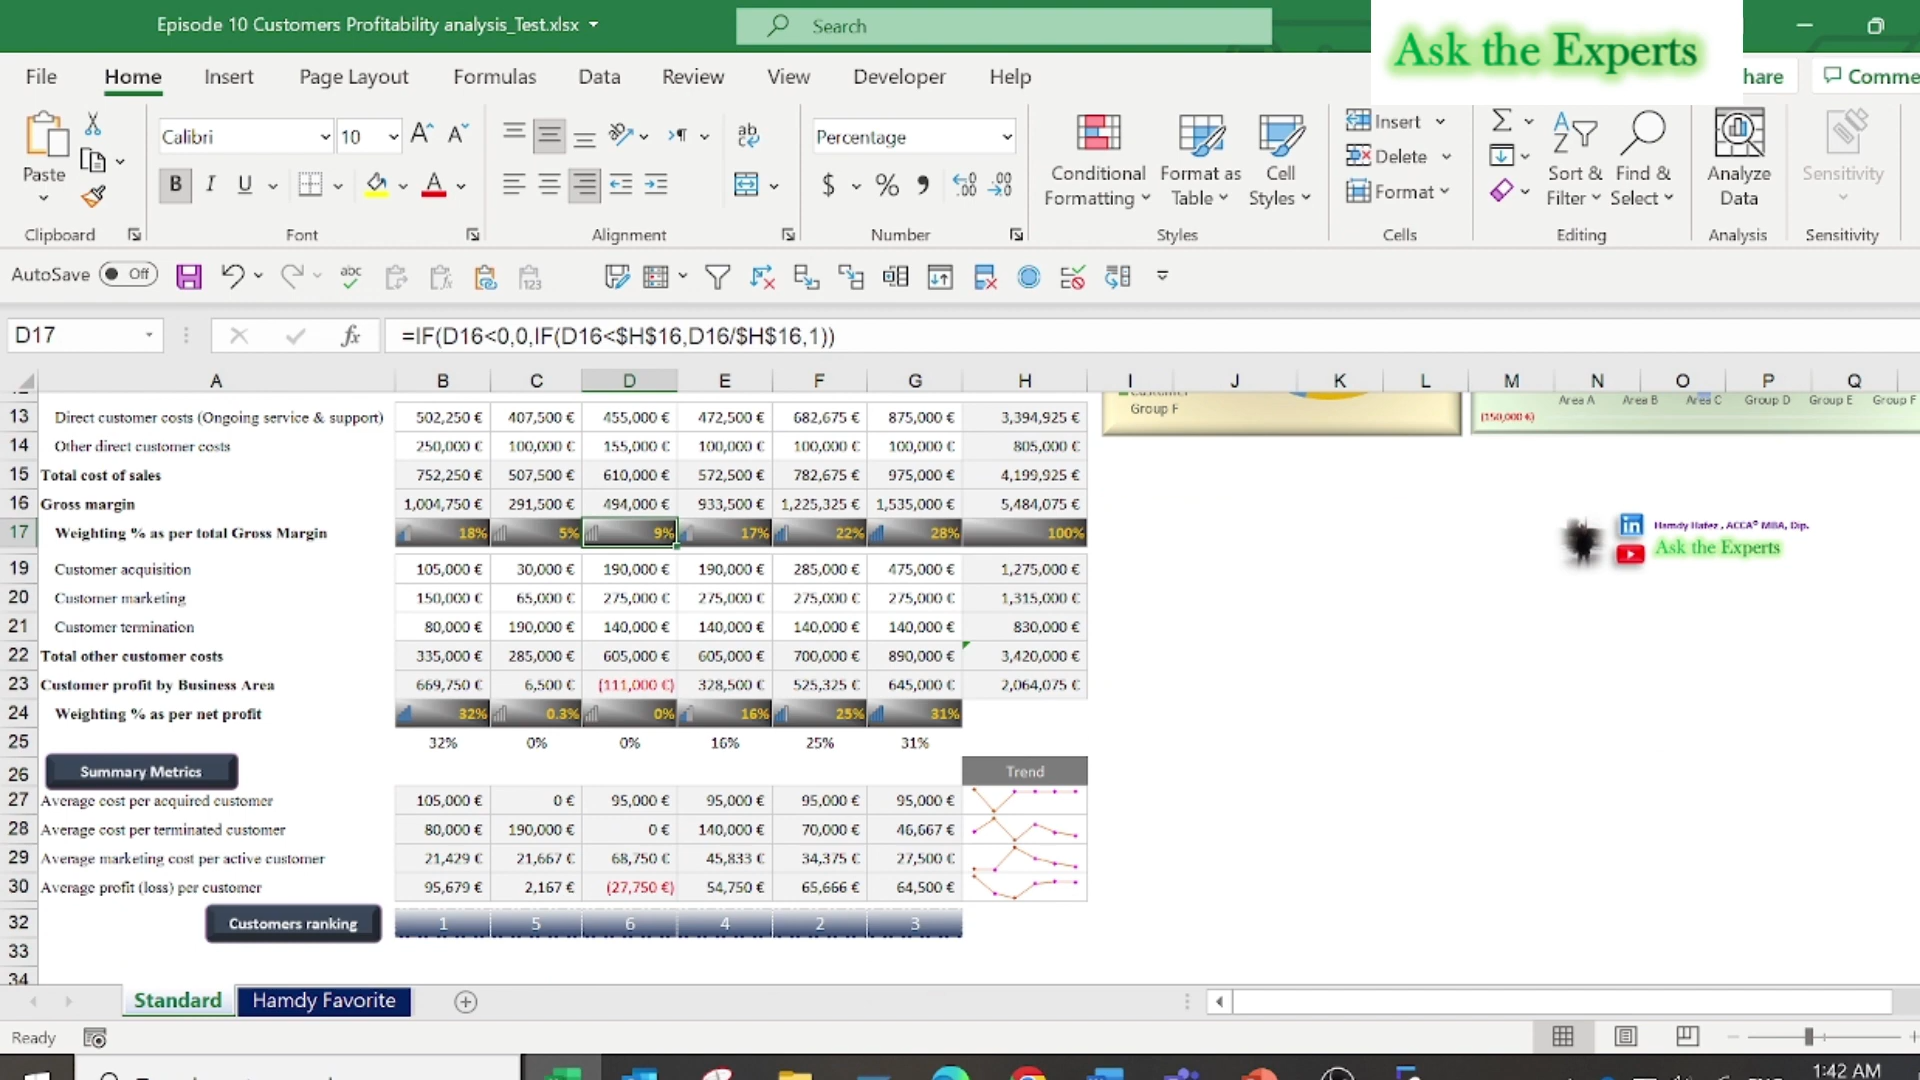 Episode 10 Customers Profitability analysis_Test.xlsx
Search
Ask the Experts
hare
Comme
File Home Insert Page Layout Formulas Data Review View Developer Help
Paste
Calibri 10
B I U
ab
Percentage
$ % 9
Conditional Formatting
Format as Table
Cell Styles
Insert
Delete
Format
Sort & Filter
Find & Select
Analyze Data
Sensitivity
Clipboard Font Alignment Number Styles Cells Editing Analysis Sensitivity
AutoSave Off
D17 fx =IF(D16<0,0,IF(D16<$H$16,D16/$H$16,1))
A B C D E F G H I J K L M N O P Q
13 Direct customer costs (Ongoing service & support) 502,250 € 407,500 € 455,000 € 472,500 € 682,675 € 875,000 € 3,394,925 €
14 Other direct customer costs 250,000 € 100,000 € 155,000 € 100,000 € 100,000 € 100,000 € 805,000 €
15 Total cost of sales 752,250 € 507,500 € 610,000 € 572,500 € 782,675 € 975,000 € 4,199,925 €
16 Gross margin 1,004,750 € 291,500 € 494,000 € 933,500 € 1,225,325 € 1,535,000 € 5,484,075 €
17 Weighting % as per total Gross Margin 18% 5% 9% 17% 22% 28% 100%
19 Customer acquisition 105,000 € 30,000 € 190,000 € 190,000 € 285,000 € 475,000 € 1,275,000 €
20 Customer marketing 150,000 € 65,000 € 275,000 € 275,000 € 275,000 € 275,000 € 1,315,000 €
21 Customer termination 80,000 € 190,000 € 140,000 € 140,000 € 140,000 € 140,000 € 830,000 €
22 Total other customer costs 335,000 € 285,000 € 605,000 € 605,000 € 700,000 € 890,000 € 3,420,000 €
23 Customer profit by Business Area 669,750 € 6,500 € (111,000 €) 328,500 € 525,325 € 645,000 € 2,064,075 €
24 Weighting % as per net profit 32% 0.3% 0% 16% 25% 31%
25 32% 0% 0% 16% 25% 31%
26 Summary Metrics Trend
27 Average cost per acquired customer 105,000 € 0 € 95,000 € 95,000 € 95,000 € 95,000 €
28 Average cost per terminated customer 80,000 € 190,000 € 0 € 140,000 € 70,000 € 46,667 €
29 Average marketing cost per active customer 21,429 € 21,667 € 68,750 € 45,833 € 34,375 € 27,500 €
30 Average profit (loss) per customer 95,679 € 2,167 € (27,750 €) 54,750 € 65,666 € 64,500 €
32 Customers ranking 1 5 6 4 2 3
33
34
Group F
(150,000 €)
Area A Area B Area C Group D Group E Group F
Hamdy Hafez , ACCA® MBA, Dip.
Ask the Experts
Standard Hamdy Favorite
Ready
1:42 AM